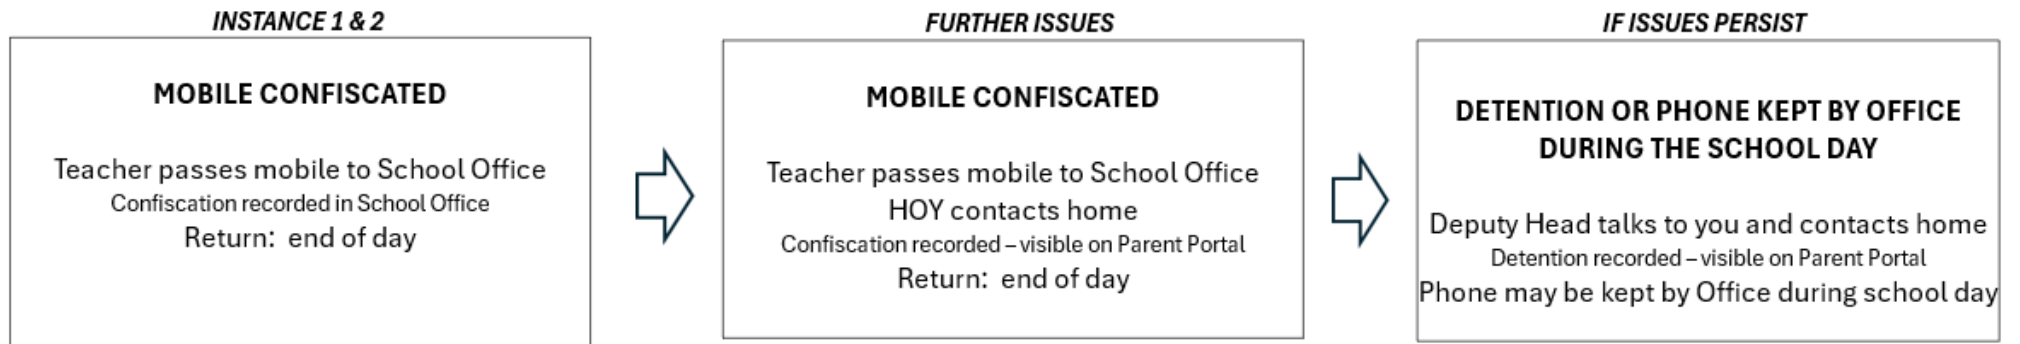 INSTANCE 1 & 2
MOBILE CONFISCATED
Teacher passes mobile to School Office
Confiscation recorded in School Office
Return: end of day
FURTHER ISSUES
MOBILE CONFISCATED
Teacher passes mobile to School Office
HOY contacts home
Confiscation recorded – visible on Parent Portal
Return: end of day
IF ISSUES PERSIST
DETENTION OR PHONE KEPT BY OFFICE
DURING THE SCHOOL DAY
Deputy Head talks to you and contacts home
Detention recorded – visible on Parent Portal
Phone may be kept by Office during school day